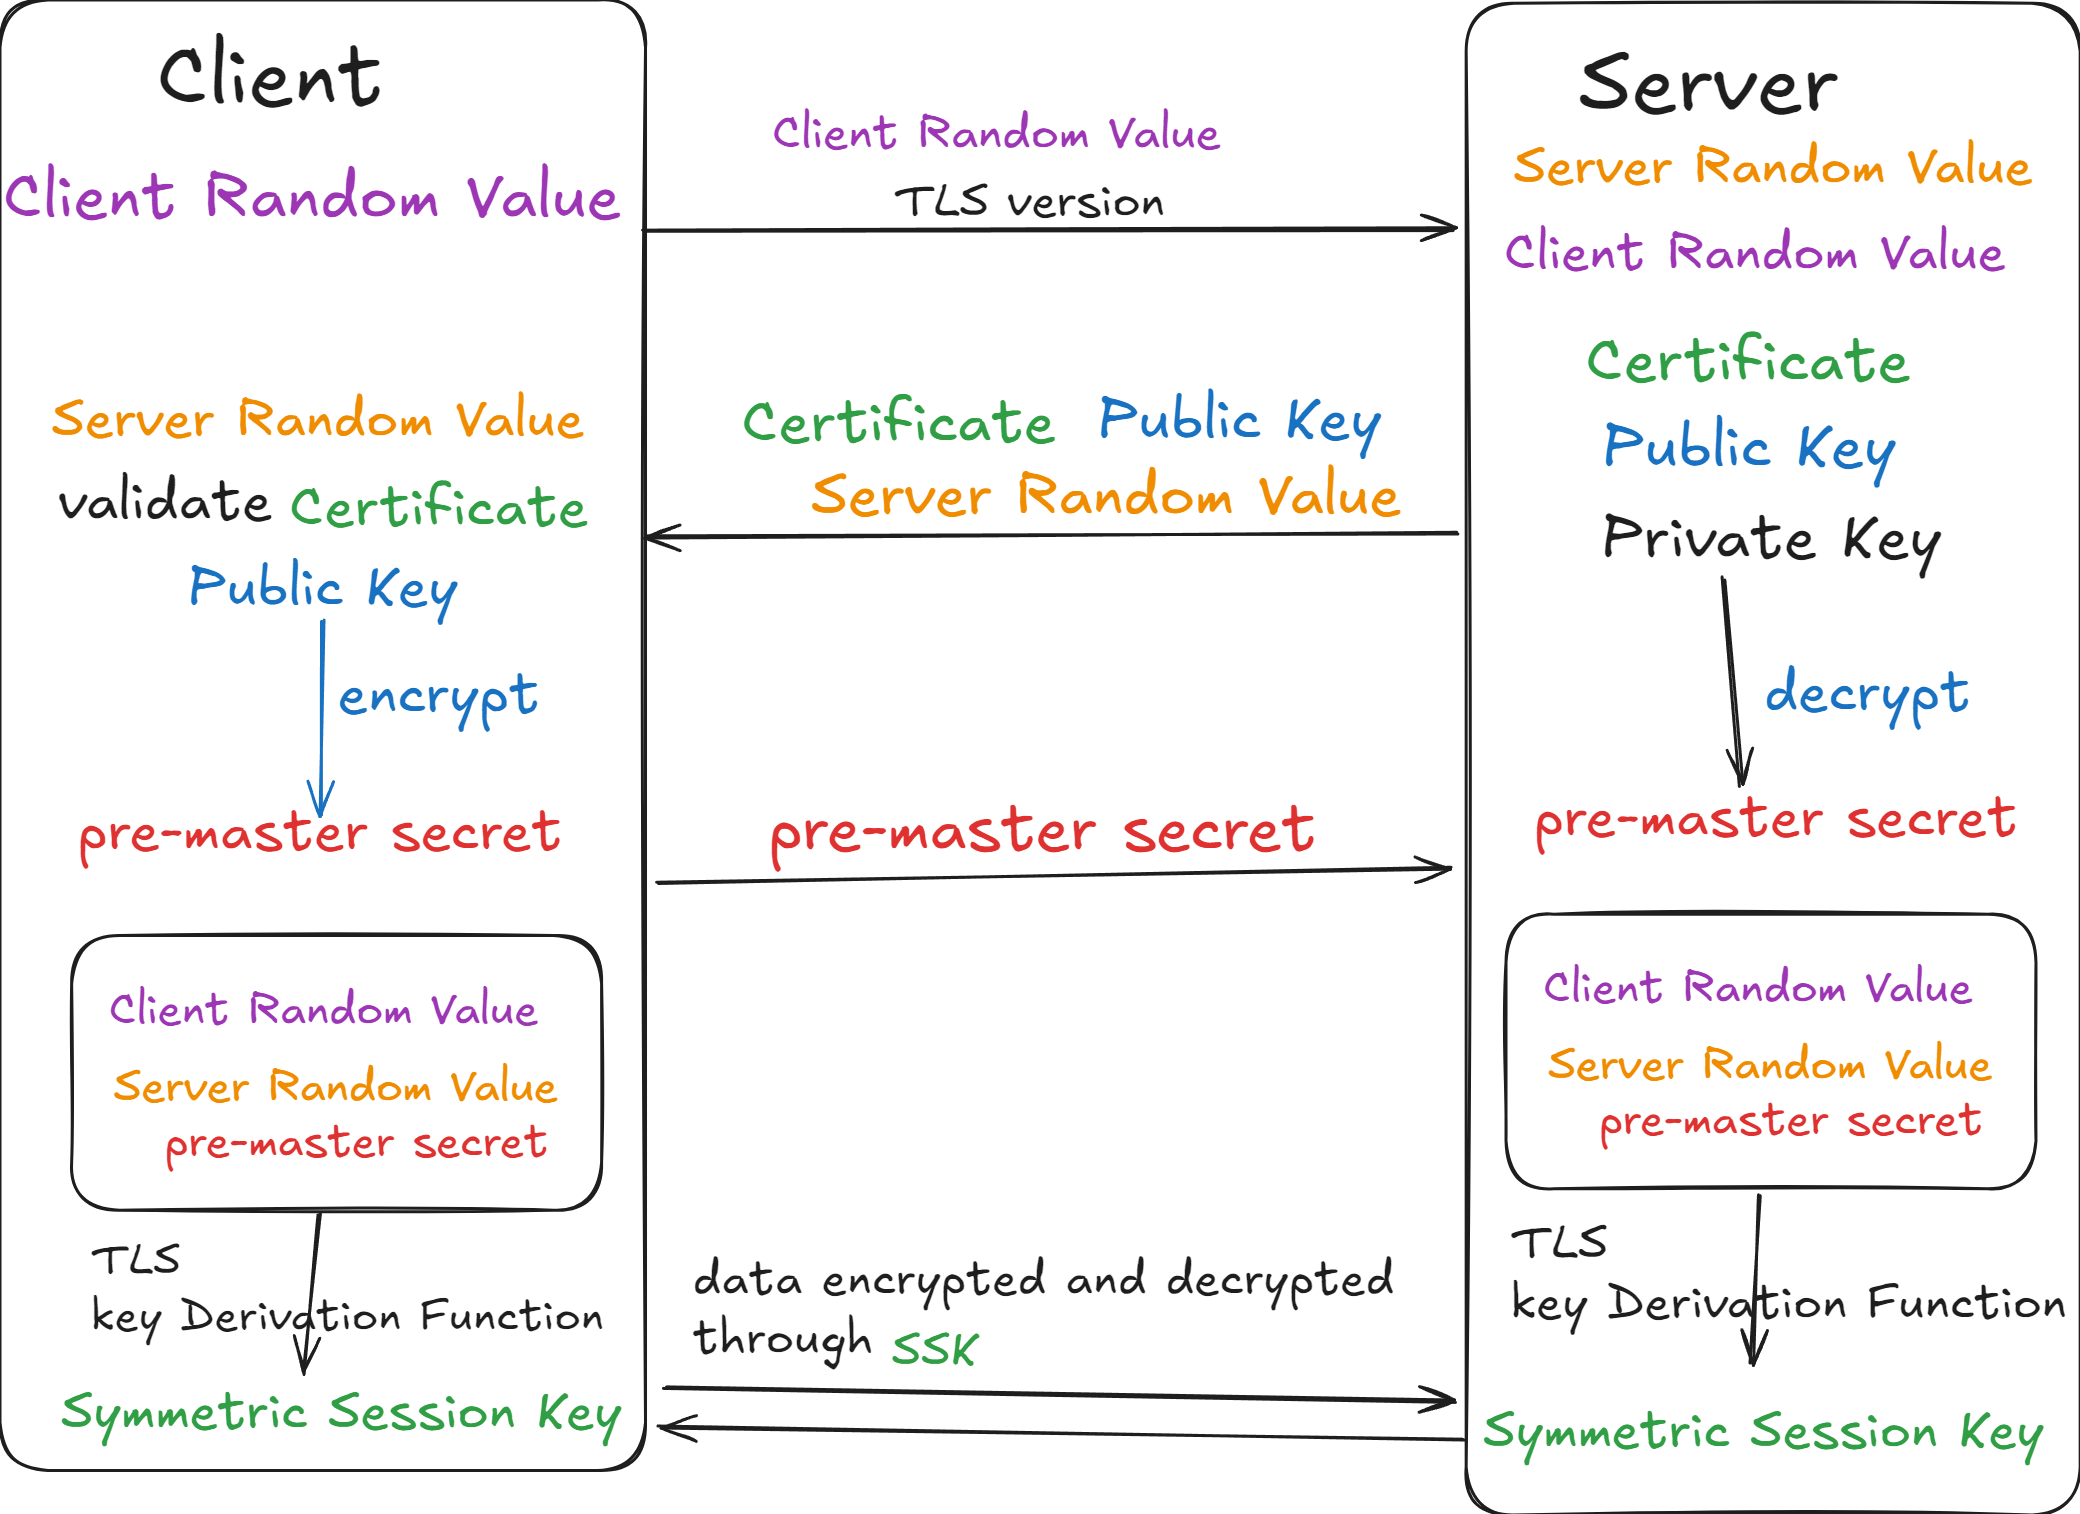 Client
Client Random Value
Server Random Value
validate Certificate
Public Key
encrypt
pre-master secret
Client Random Value
Server Random Value
pre-master secret
TLS
key Derivation Function
Symmetric Session Key
Client Random Value
TLS version
Certificate Public Key
Server Random Value
pre-master secret
data encrypted and decrypted
through SSK
Server
Server Random Value
Client Random Value
Certificate
Public Key
Private Key
decrypt
pre-master secret
Client Random Value
Server Random Value
pre-master secret
TLS
key Derivation Function
Symmetric Session Key